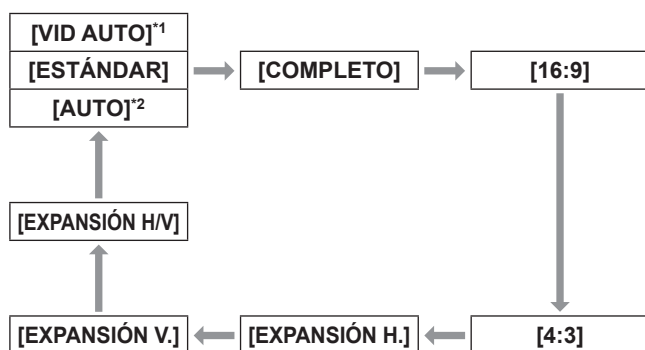 [VID AUTO]*1
[ESTÁNDAR]
[AUTO]*2
[COMPLETO]
[16:9]
[EXPANSIÓN H/V]
[EXPANSIÓN V.]
[EXPANSIÓN H.]
[4:3]